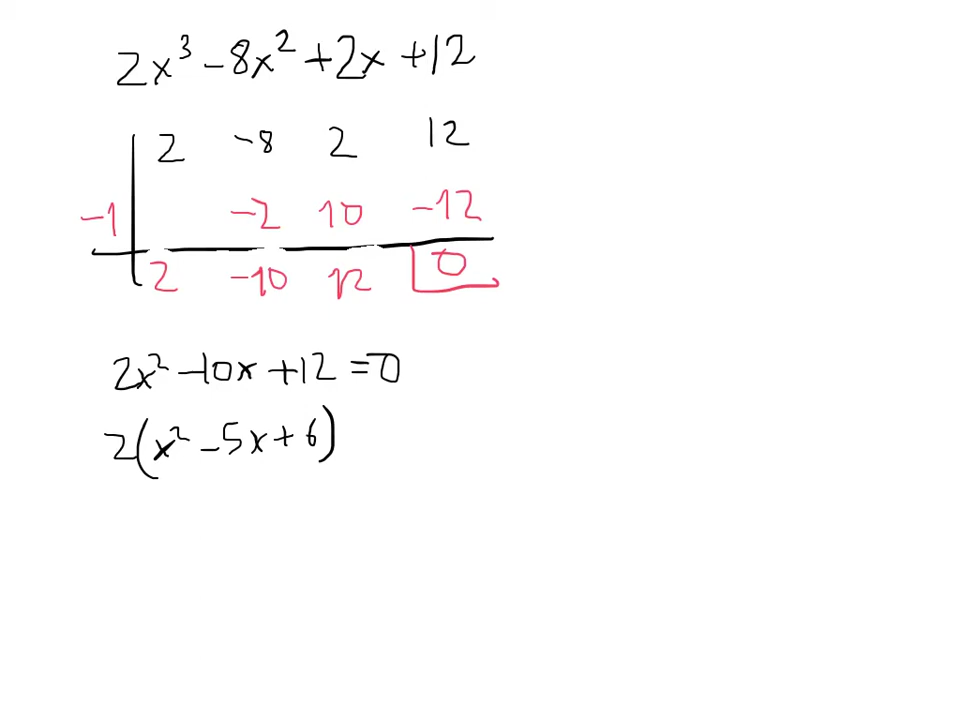 2x³ -8x² +2x +12
2 -8 2 12
-1 -2 10 -12
2 -10 12 0
2x² -10x +12 =0
2(x² -5x + 6)